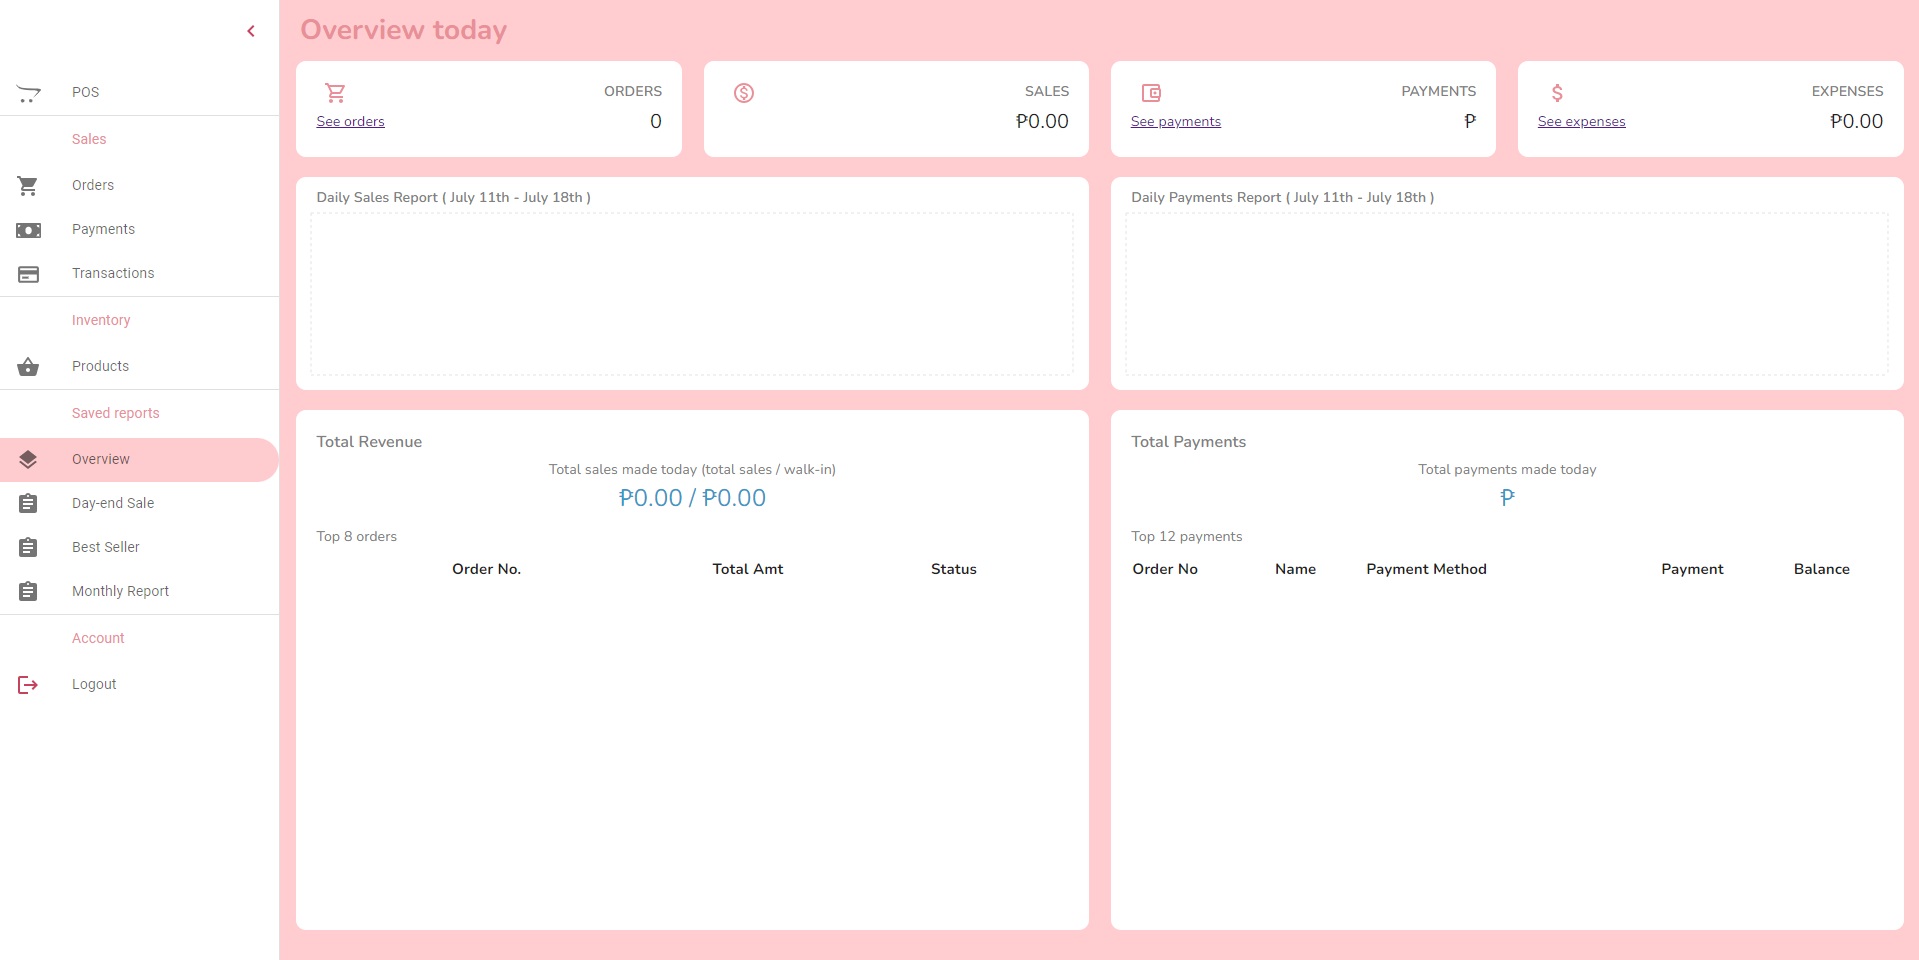 POS
Sales
Orders
Payments
Transactions
Inventory
Products
Saved reports
Overview
Day-end Sale
Best Seller
Monthly Report
Account
Logout
Overview today
ORDERS
See orders 0
SALES
₱0.00
PAYMENTS
See payments ₱
EXPENSES
See expenses ₱0.00
Daily Sales Report ( July 11th - July 18th )
Daily Payments Report ( July 11th - July 18th )
Total Revenue
Total sales made today (total sales / walk-in)
₱0.00 / ₱0.00
Top 8 orders
Order No. Total Amt Status
Total Payments
Total payments made today
₱
Top 12 payments
Order No Name Payment Method Payment Balance